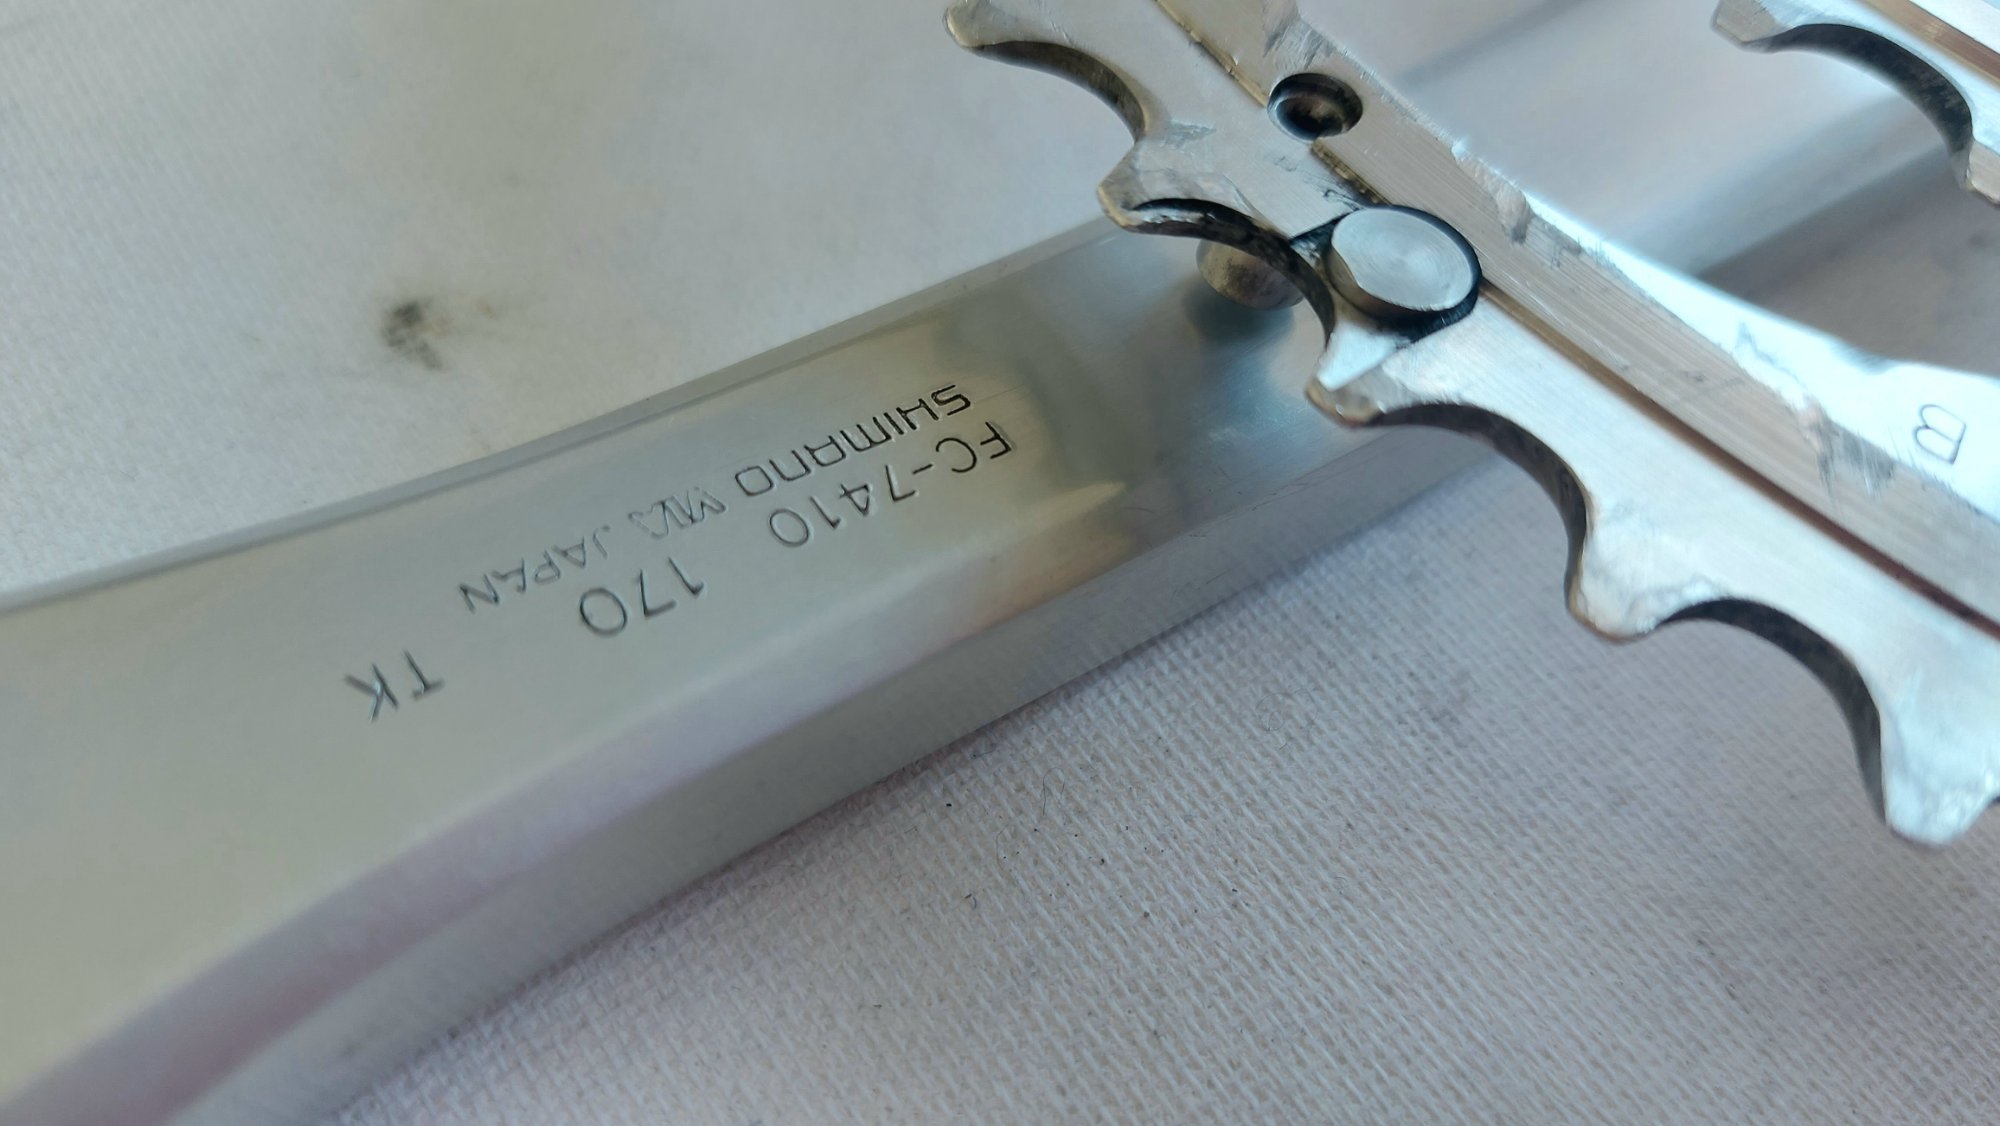 FC-7410 170 TK
SHIMANO JAPAN
B